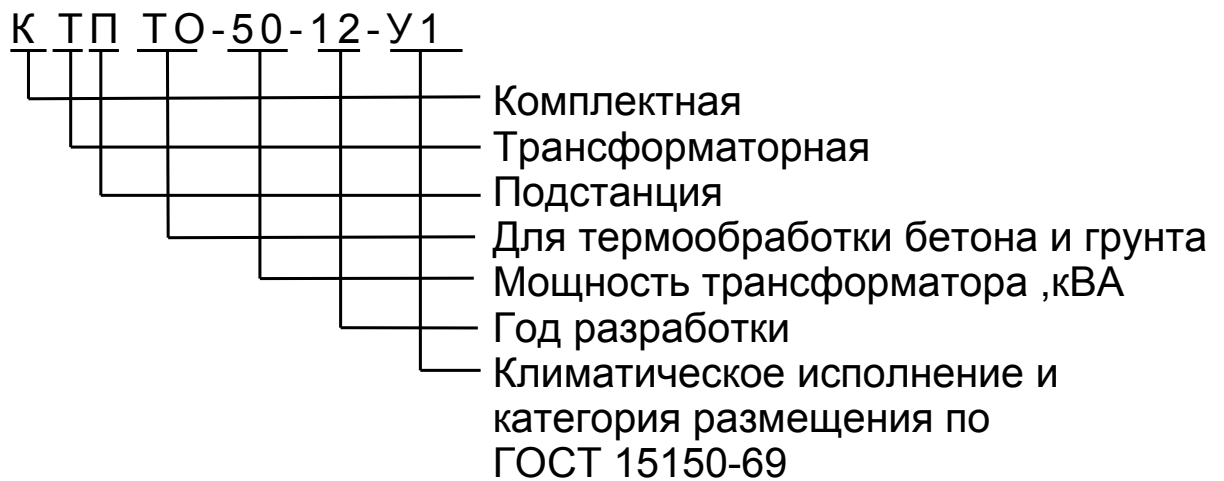 К ТП ТО-50-12-У1
Комплектная
Трансформаторная
Подстанция
Для термообработки бетона и грунта
Мощность трансформатора ,кВА
Год разработки
Климатическое исполнение и
категория размещения по
ГОСТ 15150-69